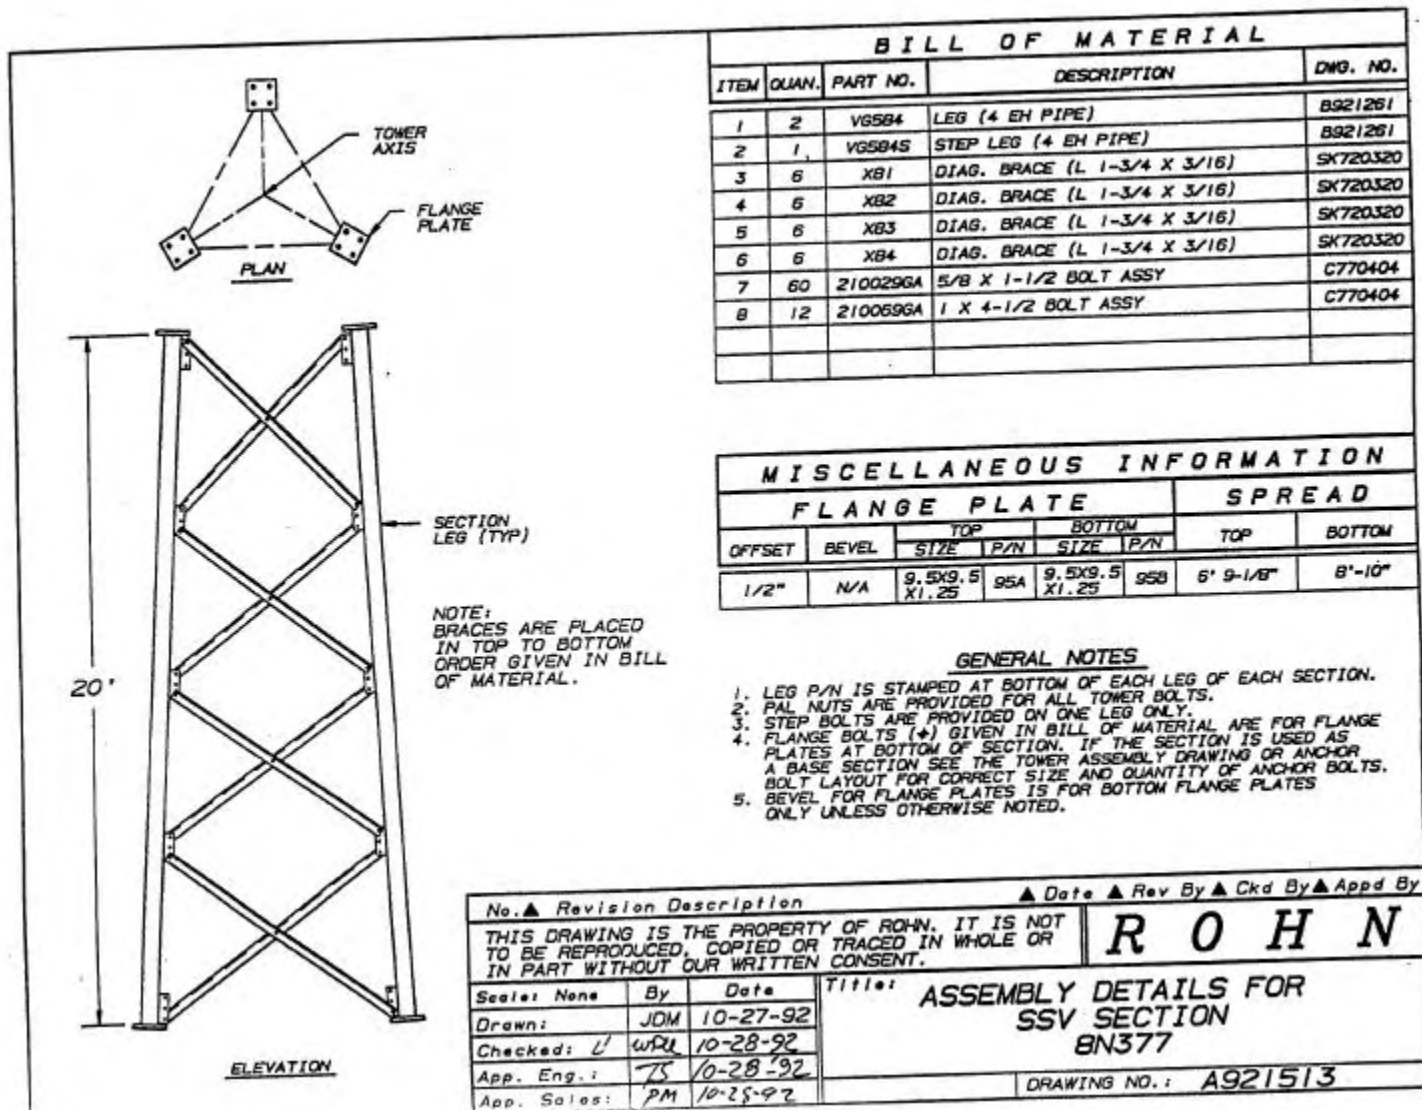 TOWER
AXIS
FLANGE
PLATE
PLAN
SECTION
LEG (TYP)
NOTE:
BRACES ARE PLACED
IN TOP TO BOTTOM
ORDER GIVEN IN BILL
OF MATERIAL.
20'
ELEVATION
BILL OF MATERIAL
ITEM QUAN. PART NO. DESCRIPTION DWG. NO.
1 2 VG584 LEG (4 EH PIPE) B921261
2 1 VG584S STEP LEG (4 EH PIPE) B921261
3 6 XB1 DIAG. BRACE (L 1-3/4 X 3/16) SK720320
4 6 XB2 DIAG. BRACE (L 1-3/4 X 3/16) SK720320
5 6 XB3 DIAG. BRACE (L 1-3/4 X 3/16) SK720320
6 6 XB4 DIAG. BRACE (L 1-3/4 X 3/16) SK720320
7 60 210029GA 5/8 X 1-1/2 BOLT ASSY C770404
8 12 210069GA 1 X 4-1/2 BOLT ASSY C770404
MISCELLANEOUS INFORMATION
FLANGE PLATE SPREAD
TOP BOTTOM
OFFSET BEVEL SIZE P/N SIZE P/N TOP BOTTOM
1/2" N/A 9.5X9.5 95A 9.5X9.5 95B 6' 9-1/8" 8'-10"
X1.25 X1.25
GENERAL NOTES
1. LEG P/N IS STAMPED AT BOTTOM OF EACH LEG OF EACH SECTION.
2. PAL NUTS ARE PROVIDED FOR ALL TOWER BOLTS.
3. STEP BOLTS ARE PROVIDED ON ONE LEG ONLY.
4. FLANGE BOLTS (+) GIVEN IN BILL OF MATERIAL ARE FOR FLANGE
PLATES AT BOTTOM OF SECTION. IF THE SECTION IS USED AS
A BASE SECTION SEE THE TOWER ASSEMBLY DRAWING OR ANCHOR
BOLT LAYOUT FOR CORRECT SIZE AND QUANTITY OF ANCHOR BOLTS.
5. BEVEL FOR FLANGE PLATES IS FOR BOTTOM FLANGE PLATES
ONLY UNLESS OTHERWISE NOTED.
No.▲ Revision Description ▲ Date ▲ Rev By ▲ Ckd By ▲ Appd By
THIS DRAWING IS THE PROPERTY OF ROHN. IT IS NOT
TO BE REPRODUCED, COPIED OR TRACED IN WHOLE OR
IN PART WITHOUT OUR WRITTEN CONSENT.
ROHN
Scale: None By Date
Drawn: JDM 10-27-92
Checked: 10-28-92
App. Eng.: TS 10-28-92
App. Sales: PM
Title: ASSEMBLY DETAILS FOR
SSV SECTION
8N377
DRAWING NO.: A921513